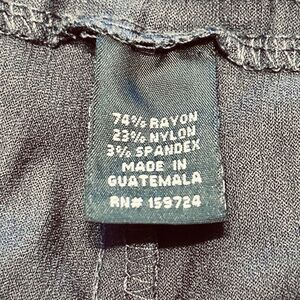 74% RAYON
23% NYLON
3% SPANDEX
MADE IN
GUATEMALA
RN# 159724